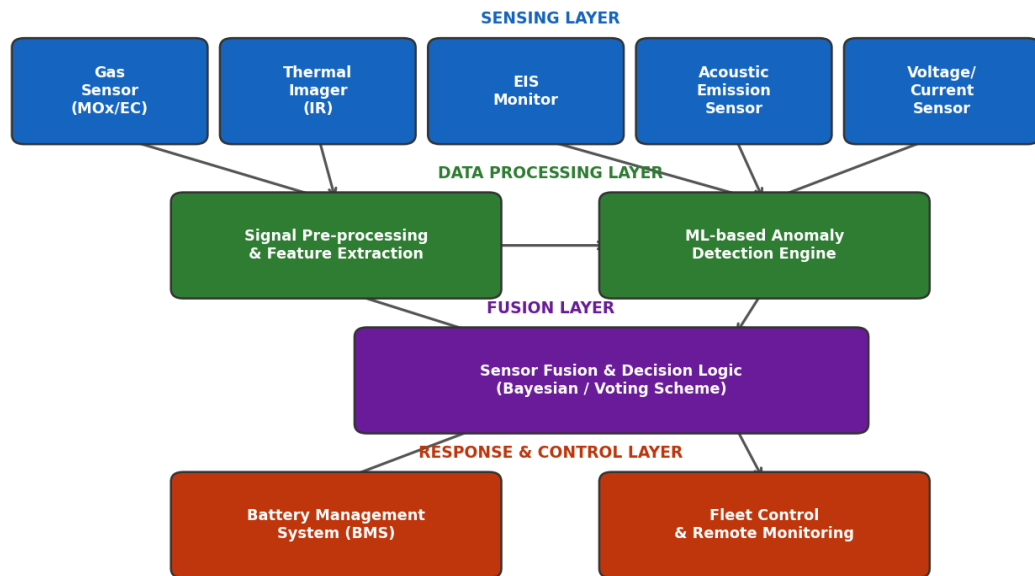 SENSING LAYER
Gas
Sensor
(MOx/EC)
Thermal
Imager
(IR)
EIS
Monitor
Acoustic
Emission
Sensor
Voltage/
Current
Sensor
DATA PROCESSING LAYER
Signal Pre-processing
& Feature Extraction
ML-based Anomaly
Detection Engine
FUSION LAYER
Sensor Fusion & Decision Logic
(Bayesian / Voting Scheme)
RESPONSE & CONTROL LAYER
Battery Management
System (BMS)
Fleet Control
& Remote Monitoring